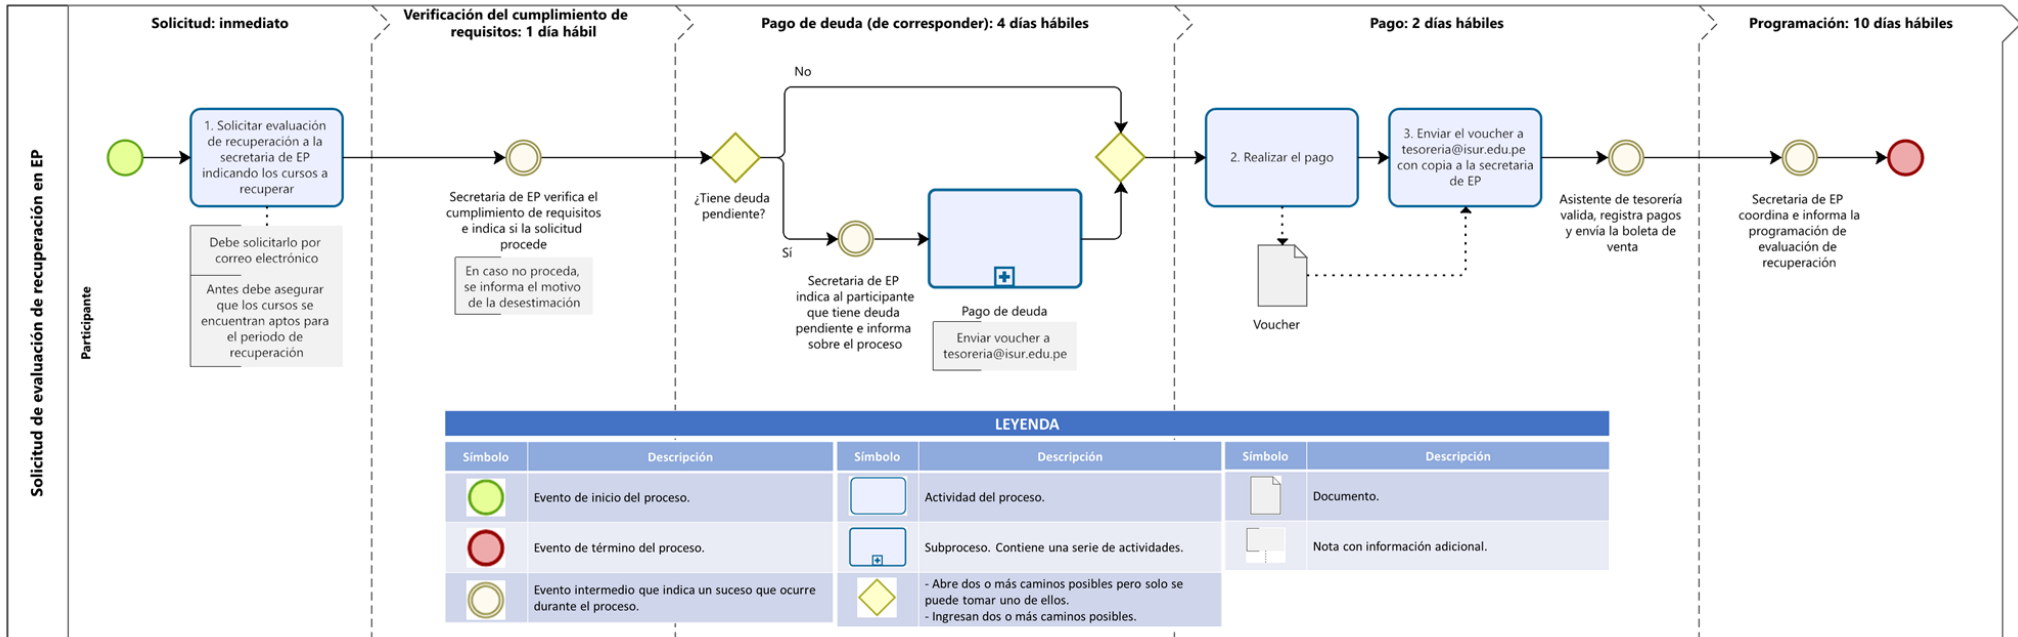 Solicitud de evaluación de recuperación en EP
Participante
Solicitud: inmediato
Verificación del cumplimiento de
requisitos: 1 día hábil
Pago de deuda (de corresponder): 4 días hábiles
Pago: 2 días hábiles
Programación: 10 días hábiles
1. Solicitar evaluación
de recuperación a la
secretaria de EP
indicando los cursos a
recuperar
Debe solicitarlo por
correo electrónico
Antes debe asegurar
que los cursos se
encuentran aptos para
el periodo de
recuperación
Secretaria de EP verifica el
cumplimiento de requisitos
e indica si la solicitud
procede
En caso no proceda,
se informa el motivo
de la desestimación
¿Tiene deuda
pendiente?
No
Sí
Secretaria de EP
indica al participante
que tiene deuda
pendiente e informa
sobre el proceso
Pago de deuda
Enviar voucher a
tesoreria@isur.edu.pe
2. Realizar el pago
Voucher
3. Enviar el voucher a
tesoreria@isur.edu.pe
con copia a la secretaria
de EP
Asistente de tesorería
valida, registra pagos
y envía la boleta de
venta
Secretaria de EP
coordina e informa la
programación de
evaluación de
recuperación
LEYENDA
Símbolo
Descripción
Evento de inicio del proceso.
Evento de término del proceso.
Evento intermedio que indica un suceso que ocurre
durante el proceso.
Símbolo
Descripción
Actividad del proceso.
Subproceso. Contiene una serie de actividades.
- Abre dos o más caminos posibles pero solo se
puede tomar uno de ellos.
- Ingresan dos o más caminos posibles.
Símbolo
Descripción
Documento.
Nota con información adicional.